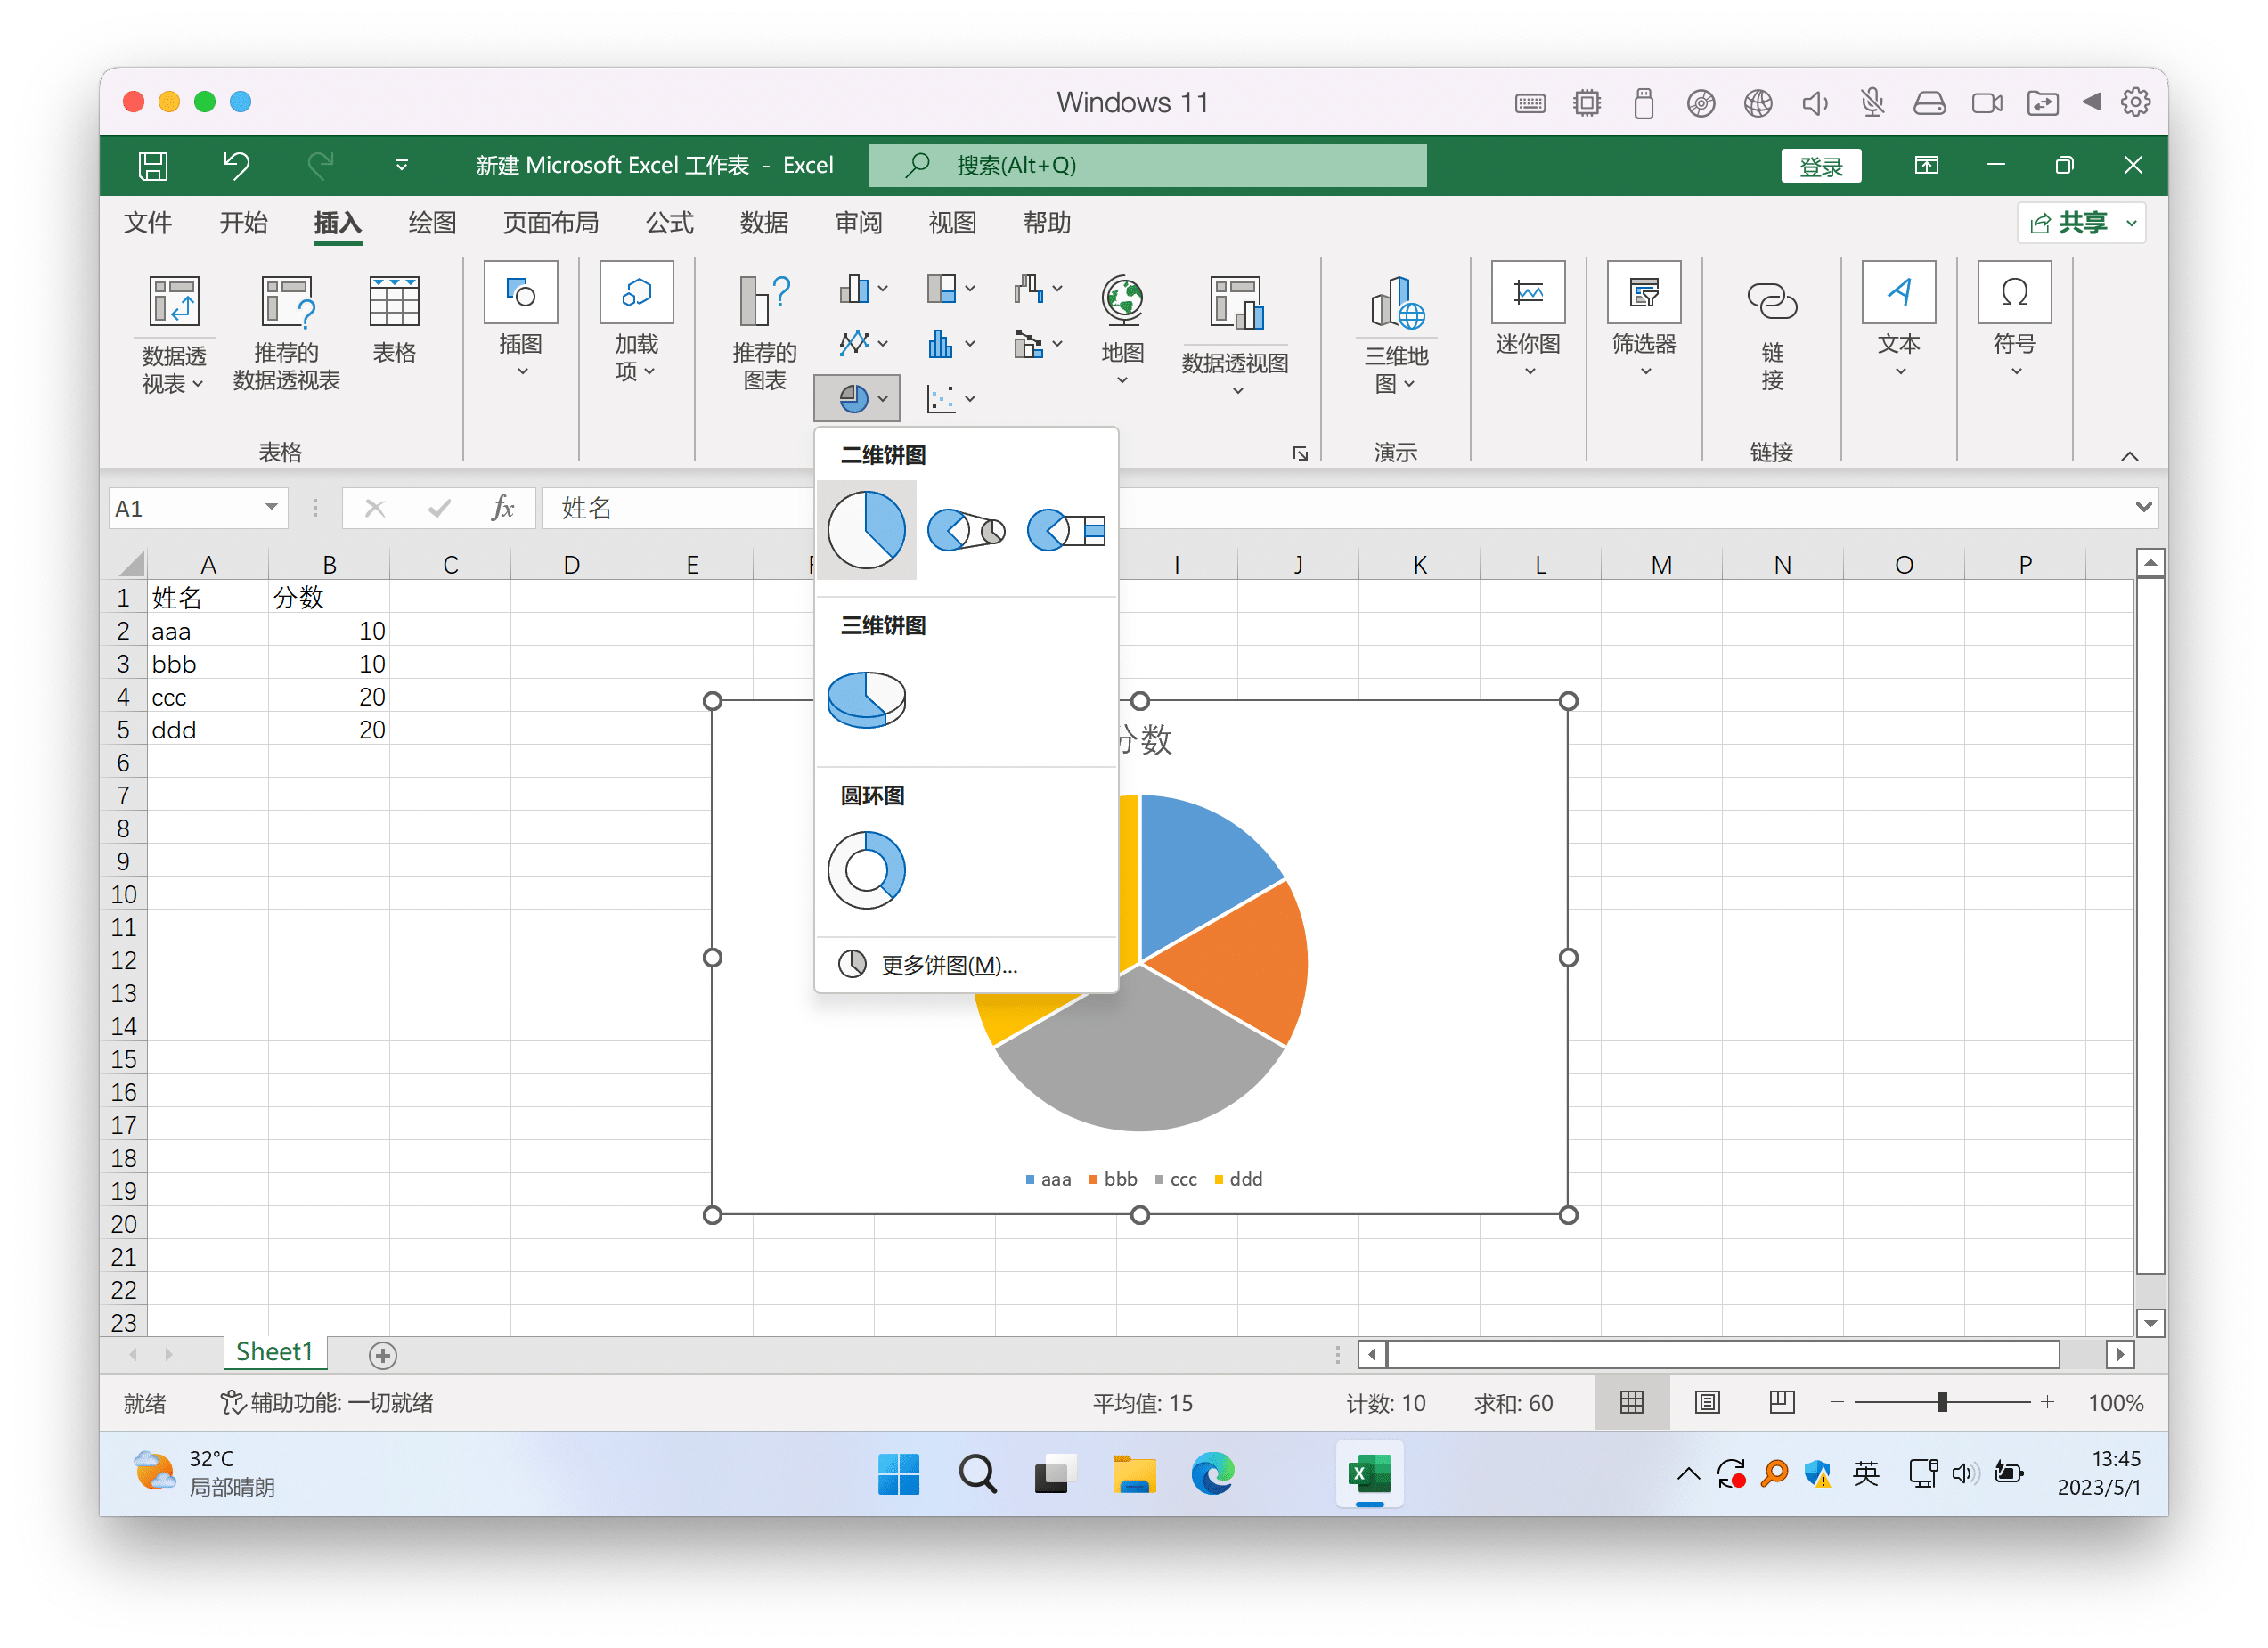 Windows 11
新建 Microsoft Excel 工作表 - Excel
搜索(Alt+Q)
登录
文件 开始 插入 绘图 页面布局 公式 数据 审阅 视图 帮助
共享
数据透
视表
推荐的
数据透视表
表格
表格
插图
加载
项
推荐的
图表
地图
数据透视图
三维地
图
演示
迷你图
筛选器
链
接
链接
文本
符号
二维饼图
三维饼图
圆环图
更多饼图(M)...
A1
fx
姓名
A B C D E I J K L M N O P
1 姓名 分数
2 aaa 10
3 bbb 10
4 ccc 20
5 ddd 20
6
7
8
9
10
11
12
13
14
15
16
17
18
19
20
21
22
23
分数
aaa bbb ccc ddd
Sheet1
就绪
辅助功能: 一切就绪
平均值: 15
计数: 10
求和: 60
100%
32°C
局部晴朗
英
13:45
2023/5/1